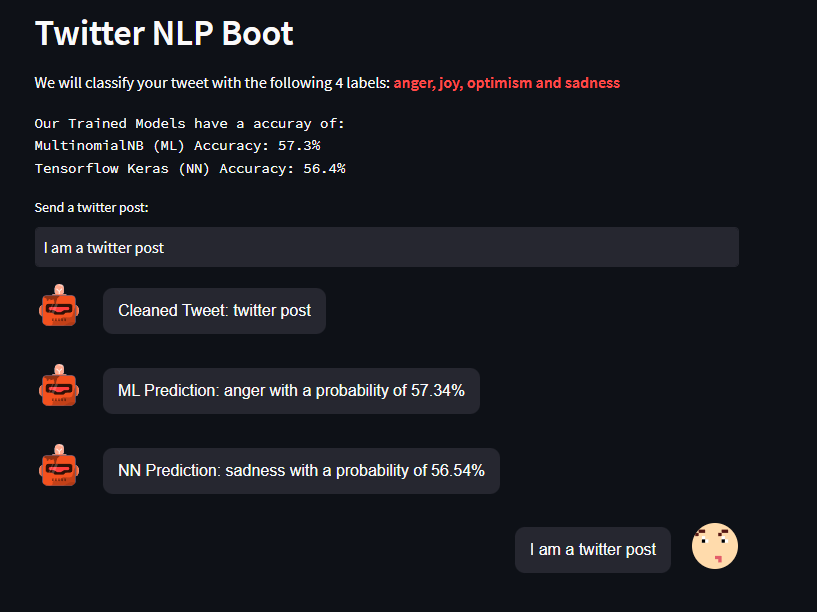 Twitter NLP Boot
We will classify your tweet with the following 4 labels: anger, joy, optimism and sadness
Our Trained Models have a accuray of:
MultinomialNB (ML) Accuracy: 57.3%
Tensorflow Keras (NN) Accuracy: 56.4%
Send a twitter post:
I am a twitter post
Cleaned Tweet: twitter post
ML Prediction: anger with a probability of 57.34%
NN Prediction: sadness with a probability of 56.54%
I am a twitter post